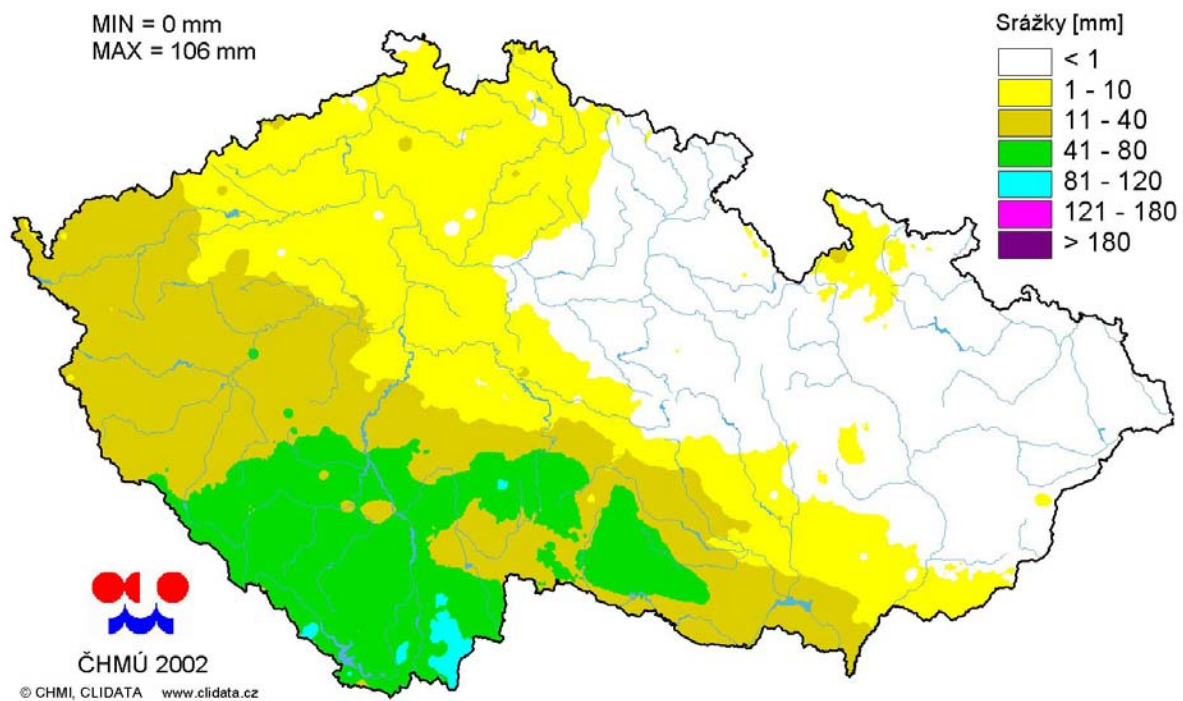 MIN = 0 mm
MAX = 106 mm
Srážky [mm]
< 1
1 - 10
11 - 40
41 - 80
81 - 120
121 - 180
> 180
ČHMÚ 2002
© CHMI, CLIDATA www.clidata.cz